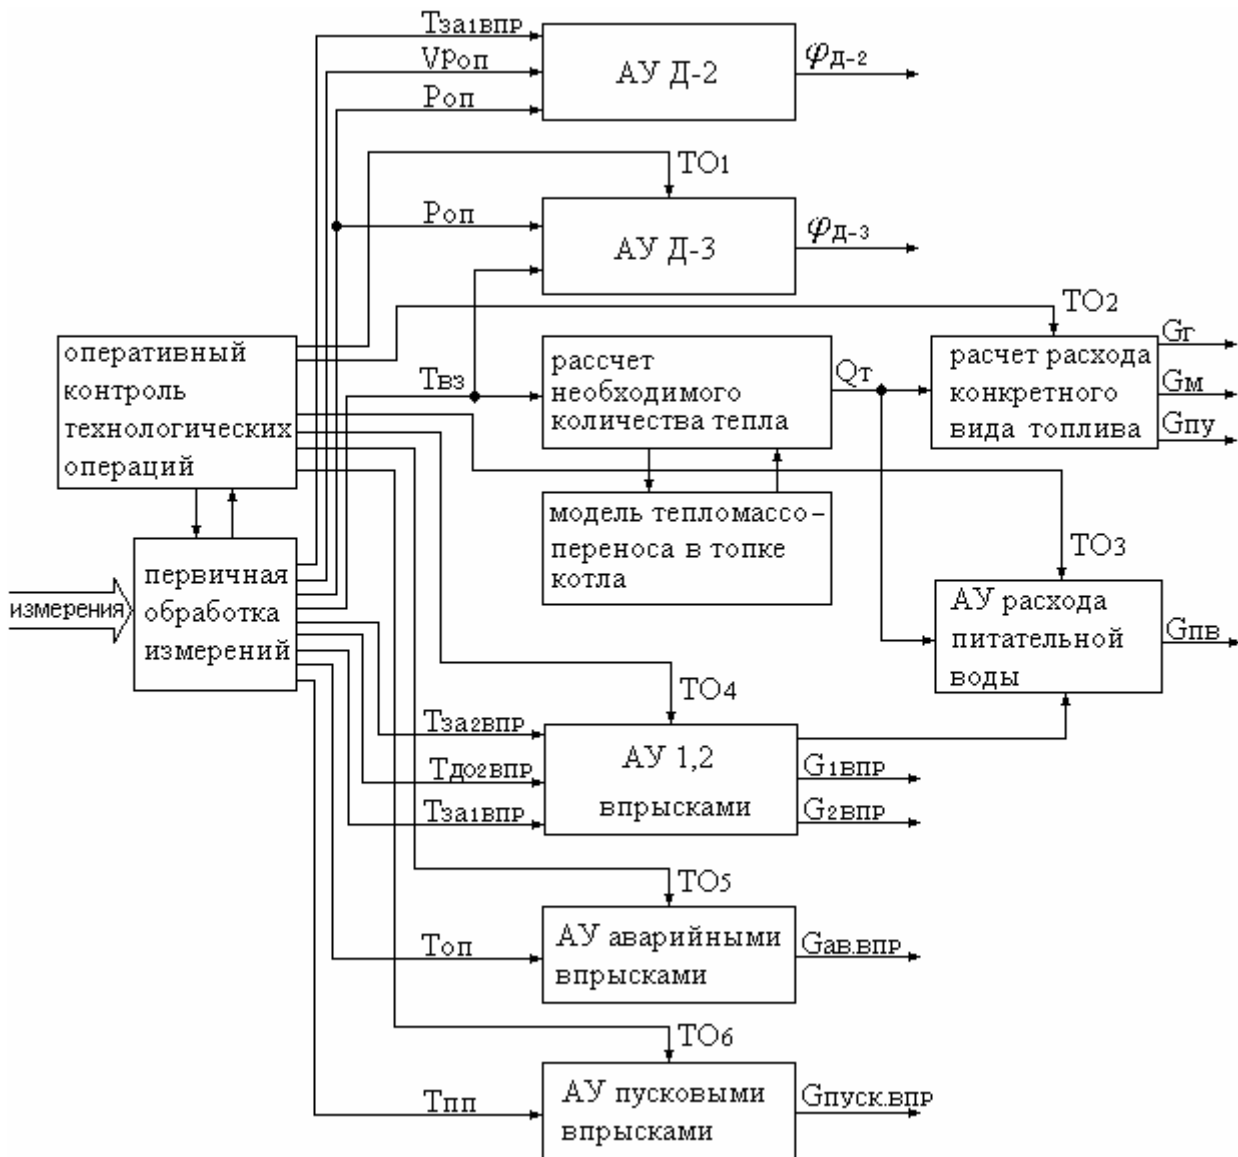 Тза1впр
VPоп
Pоп
АУ Д-2
φД-2
ТО1
Pоп
АУ Д-3
φД-3
ТО2
оперативный
контроль
технологических
операций
Твз
рассчет
необходимого
количества тепла
Qт
расчет расхода
конкретного
вида топлива
Gг
Gм
Gпу
модель тепломассо-
переноса в топке
котла
ТО3
измерения
первичная
обработка
измерений
АУ расхода
питательной
воды
Gпв
ТО4
Тза2впр
Тдо2впр
Тза1впр
АУ 1,2
впрысками
G1впр
G2впр
ТО5
Топ
АУ аварийными
впрысками
Gав.впр
ТО6
Тпп
АУ пусковыми
впрысками
Gпуск.впр